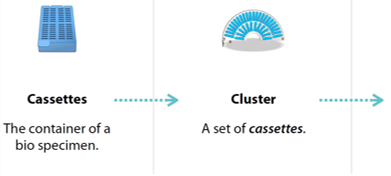 Cassettes
The container of a
bio specimen.
Cluster
A set of cassettes.